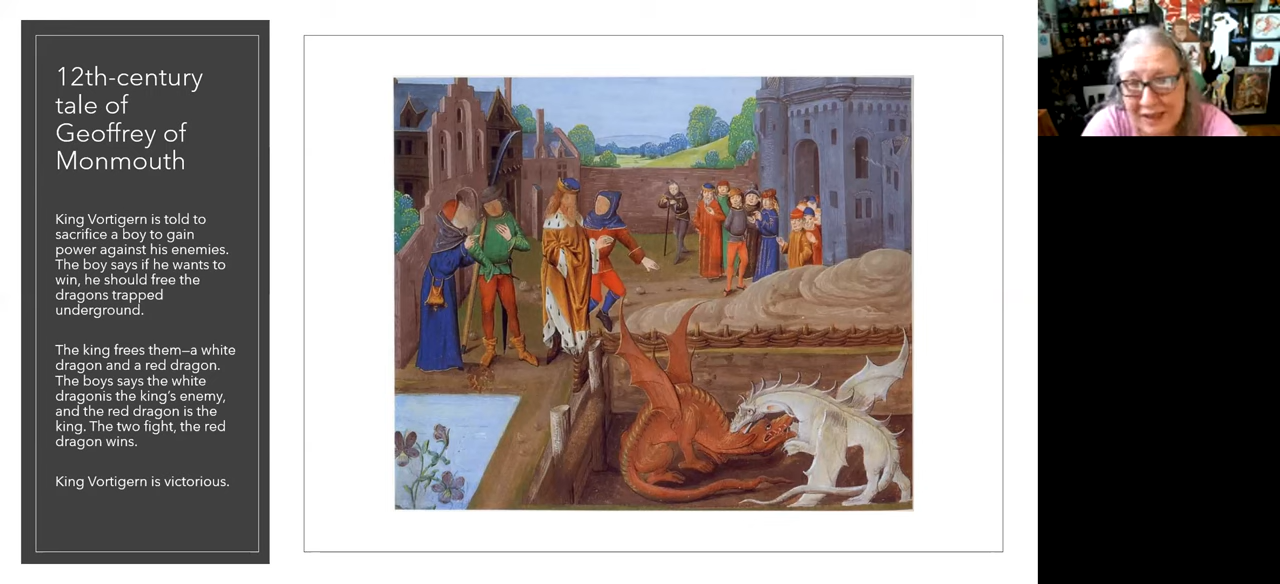 12th-century
tale of
Geoffrey of
Monmouth
King Vortigern is told to
sacrifice a boy to gain
power against his enemies.
The boy says if he wants to
win, he should free the
dragons trapped
underground.
The king frees them—a white
dragon and a red dragon.
The boys says the white
dragonis the king's enemy,
and the red dragon is the
king. The two fight, the red
dragon wins.
King Vortigern is victorious.